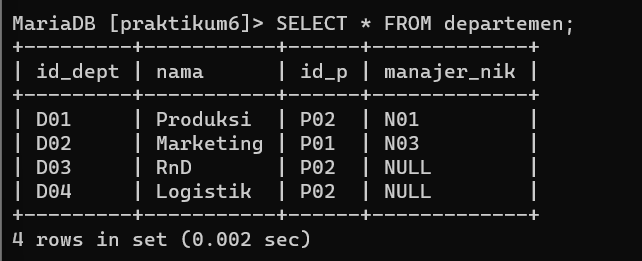 MariaDB [praktikum6]> SELECT * FROM departemen;
+---------+-----------+------+-------------+
| id_dept | nama      | id_p | manajer_nik |
+---------+-----------+------+-------------+
| D01     | Produksi  | P02  | N01         |
| D02     | Marketing | P01  | N03         |
| D03     | RnD       | P02  | NULL        |
| D04     | Logistik  | P02  | NULL        |
+---------+-----------+------+-------------+
4 rows in set (0.002 sec)